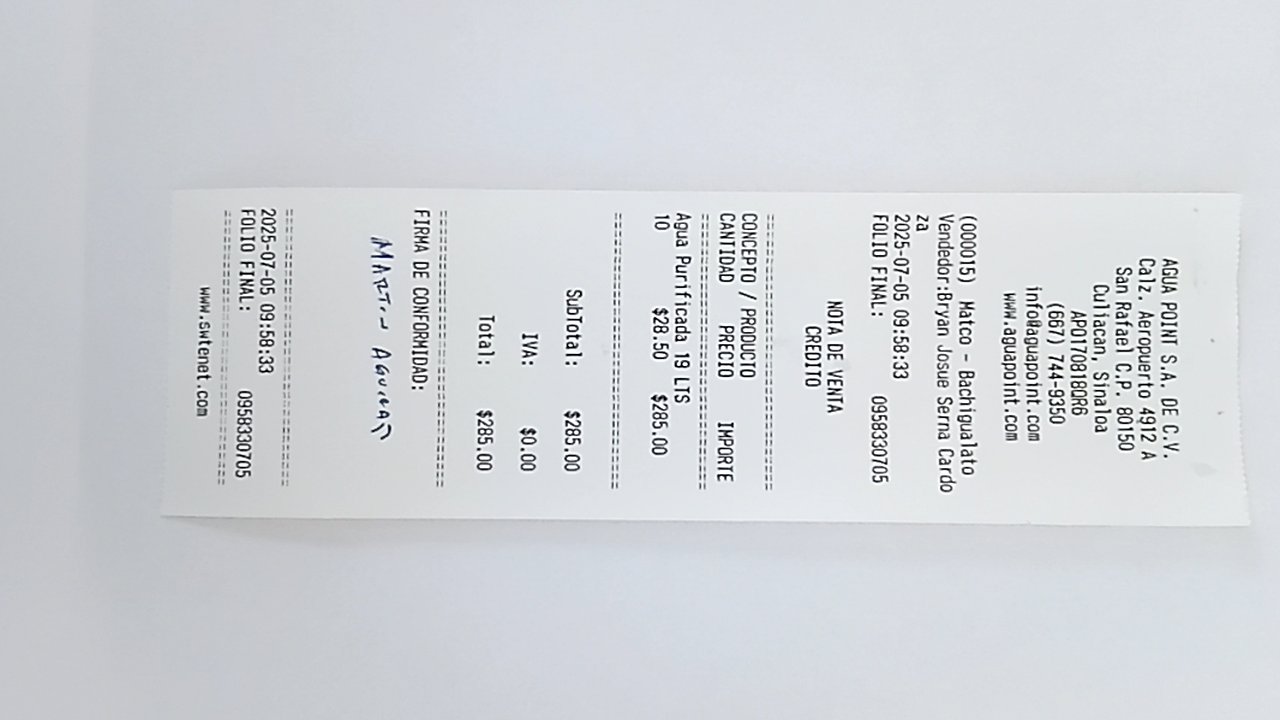 AGUA POINT S.A. DE C.V.
Calz. Aeropuerto 4912 A
San Rafael C.P. 80150
Culiacan, Sinaloa
APO170818QR6
(667) 744-9350
info@aguapoint.com
www.aguapoint.com
(000015) Matco - Bachigualato
Vendedor:Bryan Josue Serna Cardo
za
2025-07-05 09:58:33
FOLIO FINAL: 0958330705
NOTA DE VENTA
CREDITO
================================
CONCEPTO / PRODUCTO
CANTIDAD PRECIO IMPORTE
================================
Agua Purificada 19 LTS
10 $28.50 $285.00
================================
SubTotal: $285.00
IVA: $0.00
Total: $285.00
================================
FIRMA DE CONFORMIDAD:
MARTIN
================================
2025-07-05 09:58:33
FOLIO FINAL: 0958330705
================================
www.swtenet.com